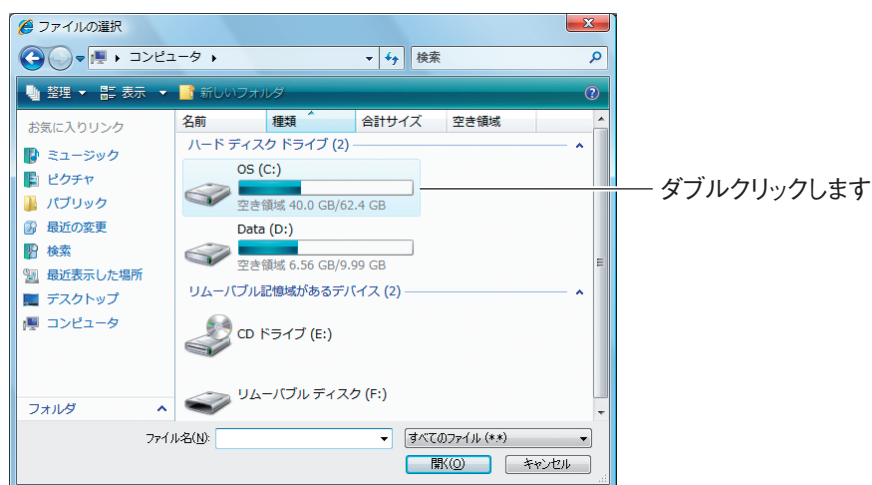 ファイルの選択
コンピュータ
検索
整理 表示 新しいフォルダ
お気に入りリンク
ミュージック
ピクチャ
パブリック
最近の変更
検索
最近表示した場所
デスクトップ
コンピュータ
フォルダ
名前 種類 合計サイズ 空き領域
ハード ディスク ドライブ (2)
OS (C:)
空き領域 40.0 GB/62.4 GB
Data (D:)
空き領域 6.56 GB/9.99 GB
リムーバブル記憶域があるデバイス (2)
CD ドライブ (E:)
リムーバブル ディスク (F:)
ファイル名(N):
すべてのファイル (*.*)
開く(O) キャンセル
ダブルクリックします